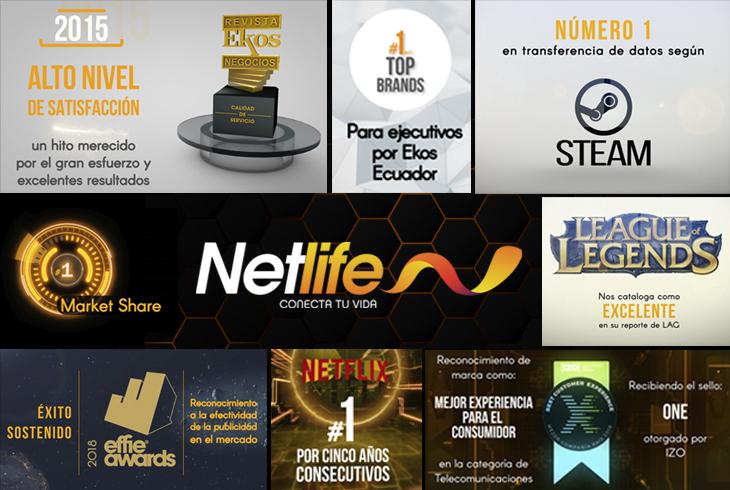 2015
ALTO NIVEL
DE SATISFACCIÓN
un hito merecido
por el gran esfuerzo y
excelentes resultados
REVISTA
Ekos
NEGOCIOS
CALIDAD
DE
SERVICIO
#1
TOP
BRANDS
Para ejecutivos
por Ekos
Ecuador
NÚMERO 1
en transferencia de datos según
STEAM
#1
Market Share
Netlife
CONECTA TU VIDA
LEAGUE of
LEGENDS
Nos cataloga como
EXCELENTE
en su reporte de LAG
ÉXITO
SOSTENIDO
2018
effie
awards
Reconocimiento
a la efectividad
de la publicidad
en el mercado
NETFLIX
#1
POR CINCO AÑOS
CONSECUTIVOS
Reconocimiento de
marca como:
MEJOR EXPERIENCIA
PARA EL
CONSUMIDOR
en la categoría de
Telecomunicaciones
IZO
BEST CUSTOMER EXPERIENCE
Recibiendo el sello:
ONE
otorgado por
IZO